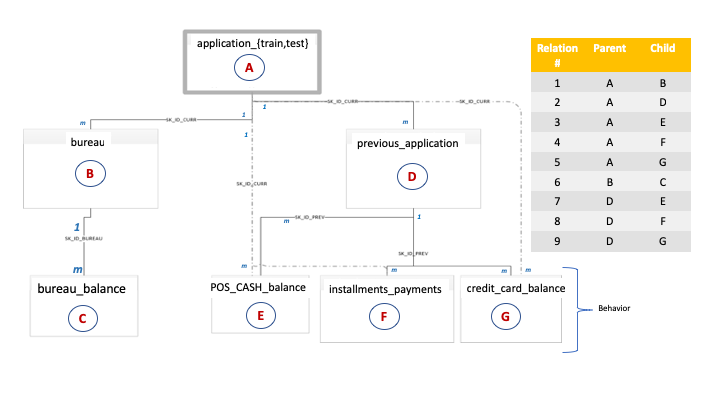 application_{train,test}
A
SK_ID_CURR
SK_ID_CURR
1
SK_ID_CURR
1
m
m
1
bureau
B
previous_application
D
SK_ID_CURR
1
SK_ID_BUREAU
m
m
SK_ID_PREV
1
SK_ID_PREV
m
m
m
m
bureau_balance
C
POS_CASH_balance
E
installments_payments
F
credit_card_balance
G
Behavior
Relation # Parent Child
1 A B
2 A D
3 A E
4 A F
5 A G
6 B C
7 D E
8 D F
9 D G